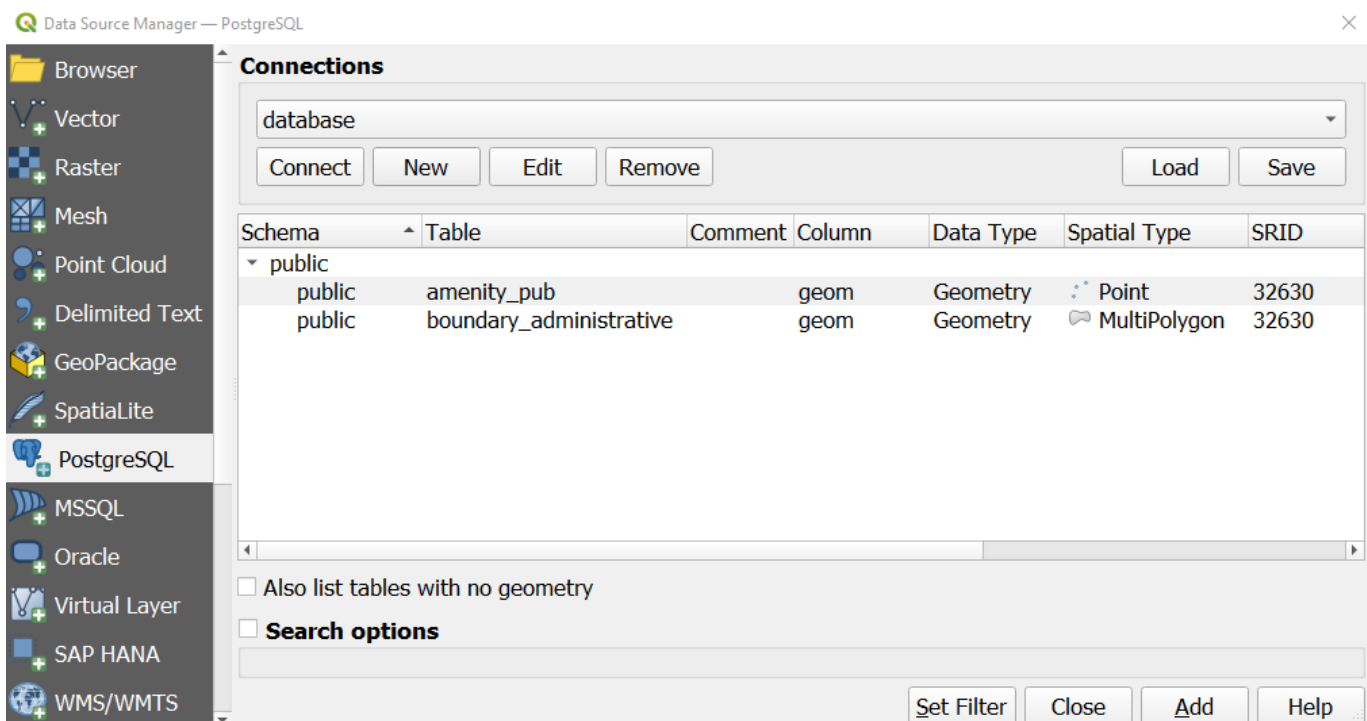 Data Source Manager — PostgreSQL
Browser
Vector
Raster
Mesh
Point Cloud
Delimited Text
GeoPackage
SpatiaLite
PostgreSQL
MSSQL
Oracle
Virtual Layer
SAP HANA
WMS/WMTS
Connections
database
Connect New Edit Remove Load Save
Schema Table Comment Column Data Type Spatial Type SRID
public
public amenity_pub geom Geometry Point 32630
public boundary_administrative geom Geometry MultiPolygon 32630
Also list tables with no geometry
Search options
Set Filter Close Add Help